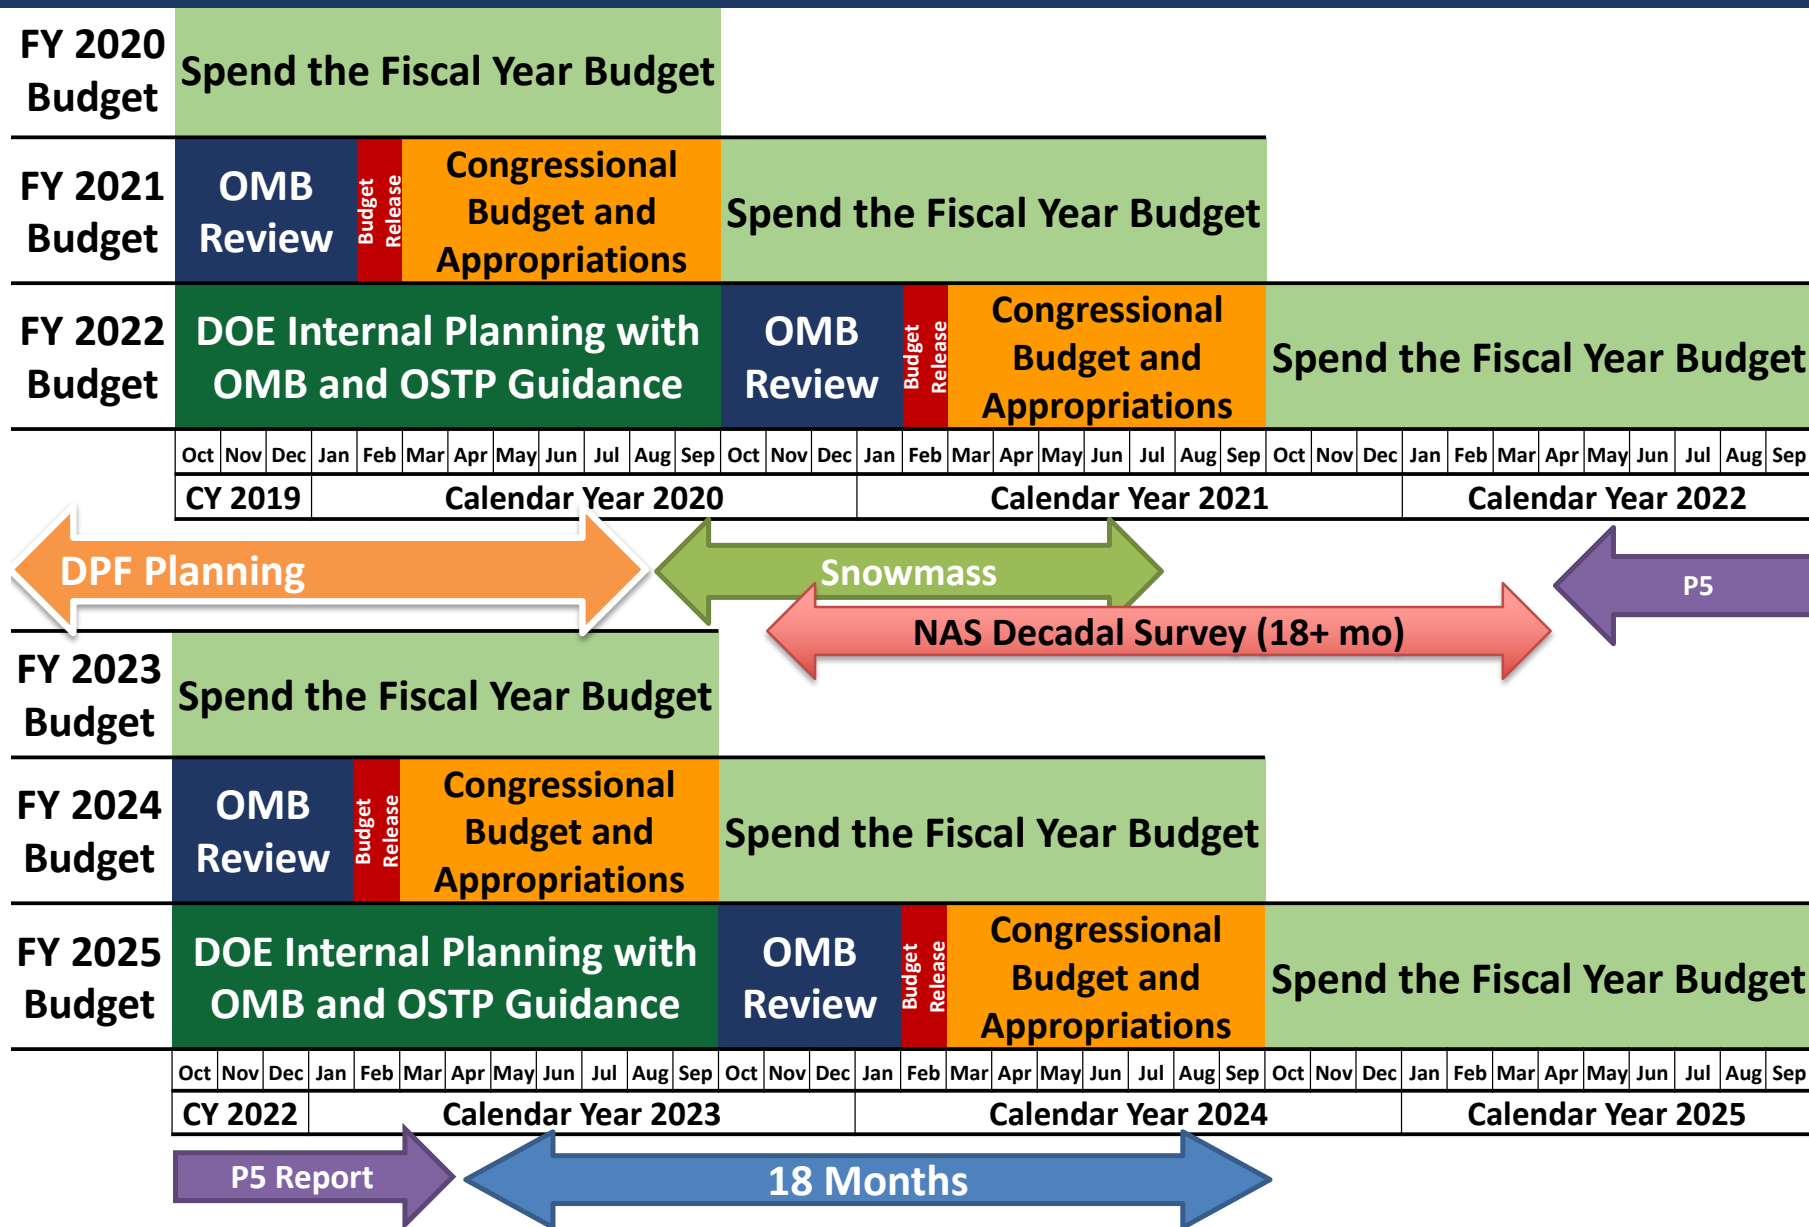 FY 2020
Budget
Spend the Fiscal Year Budget
FY 2021
Budget
OMB
Review
Budget
Release
Congressional
Budget and
Appropriations
Spend the Fiscal Year Budget
FY 2022
Budget
DOE Internal Planning with
OMB and OSTP Guidance
OMB
Review
Budget
Release
Congressional
Budget and
Appropriations
Spend the Fiscal Year Budget
Oct Nov Dec Jan Feb Mar Apr May Jun Jul Aug Sep Oct Nov Dec Jan Feb Mar Apr May Jun Jul Aug Sep Oct Nov Dec Jan Feb Mar Apr May Jun Jul Aug Sep
CY 2019 Calendar Year 2020 Calendar Year 2021 Calendar Year 2022
DPF Planning
Snowmass
P5
NAS Decadal Survey (18+ mo)
FY 2023
Budget
Spend the Fiscal Year Budget
FY 2024
Budget
OMB
Review
Budget
Release
Congressional
Budget and
Appropriations
Spend the Fiscal Year Budget
FY 2025
Budget
DOE Internal Planning with
OMB and OSTP Guidance
OMB
Review
Budget
Release
Congressional
Budget and
Appropriations
Spend the Fiscal Year Budget
Oct Nov Dec Jan Feb Mar Apr May Jun Jul Aug Sep Oct Nov Dec Jan Feb Mar Apr May Jun Jul Aug Sep Oct Nov Dec Jan Feb Mar Apr May Jun Jul Aug Sep
CY 2022 Calendar Year 2023 Calendar Year 2024 Calendar Year 2025
P5 Report
18 Months